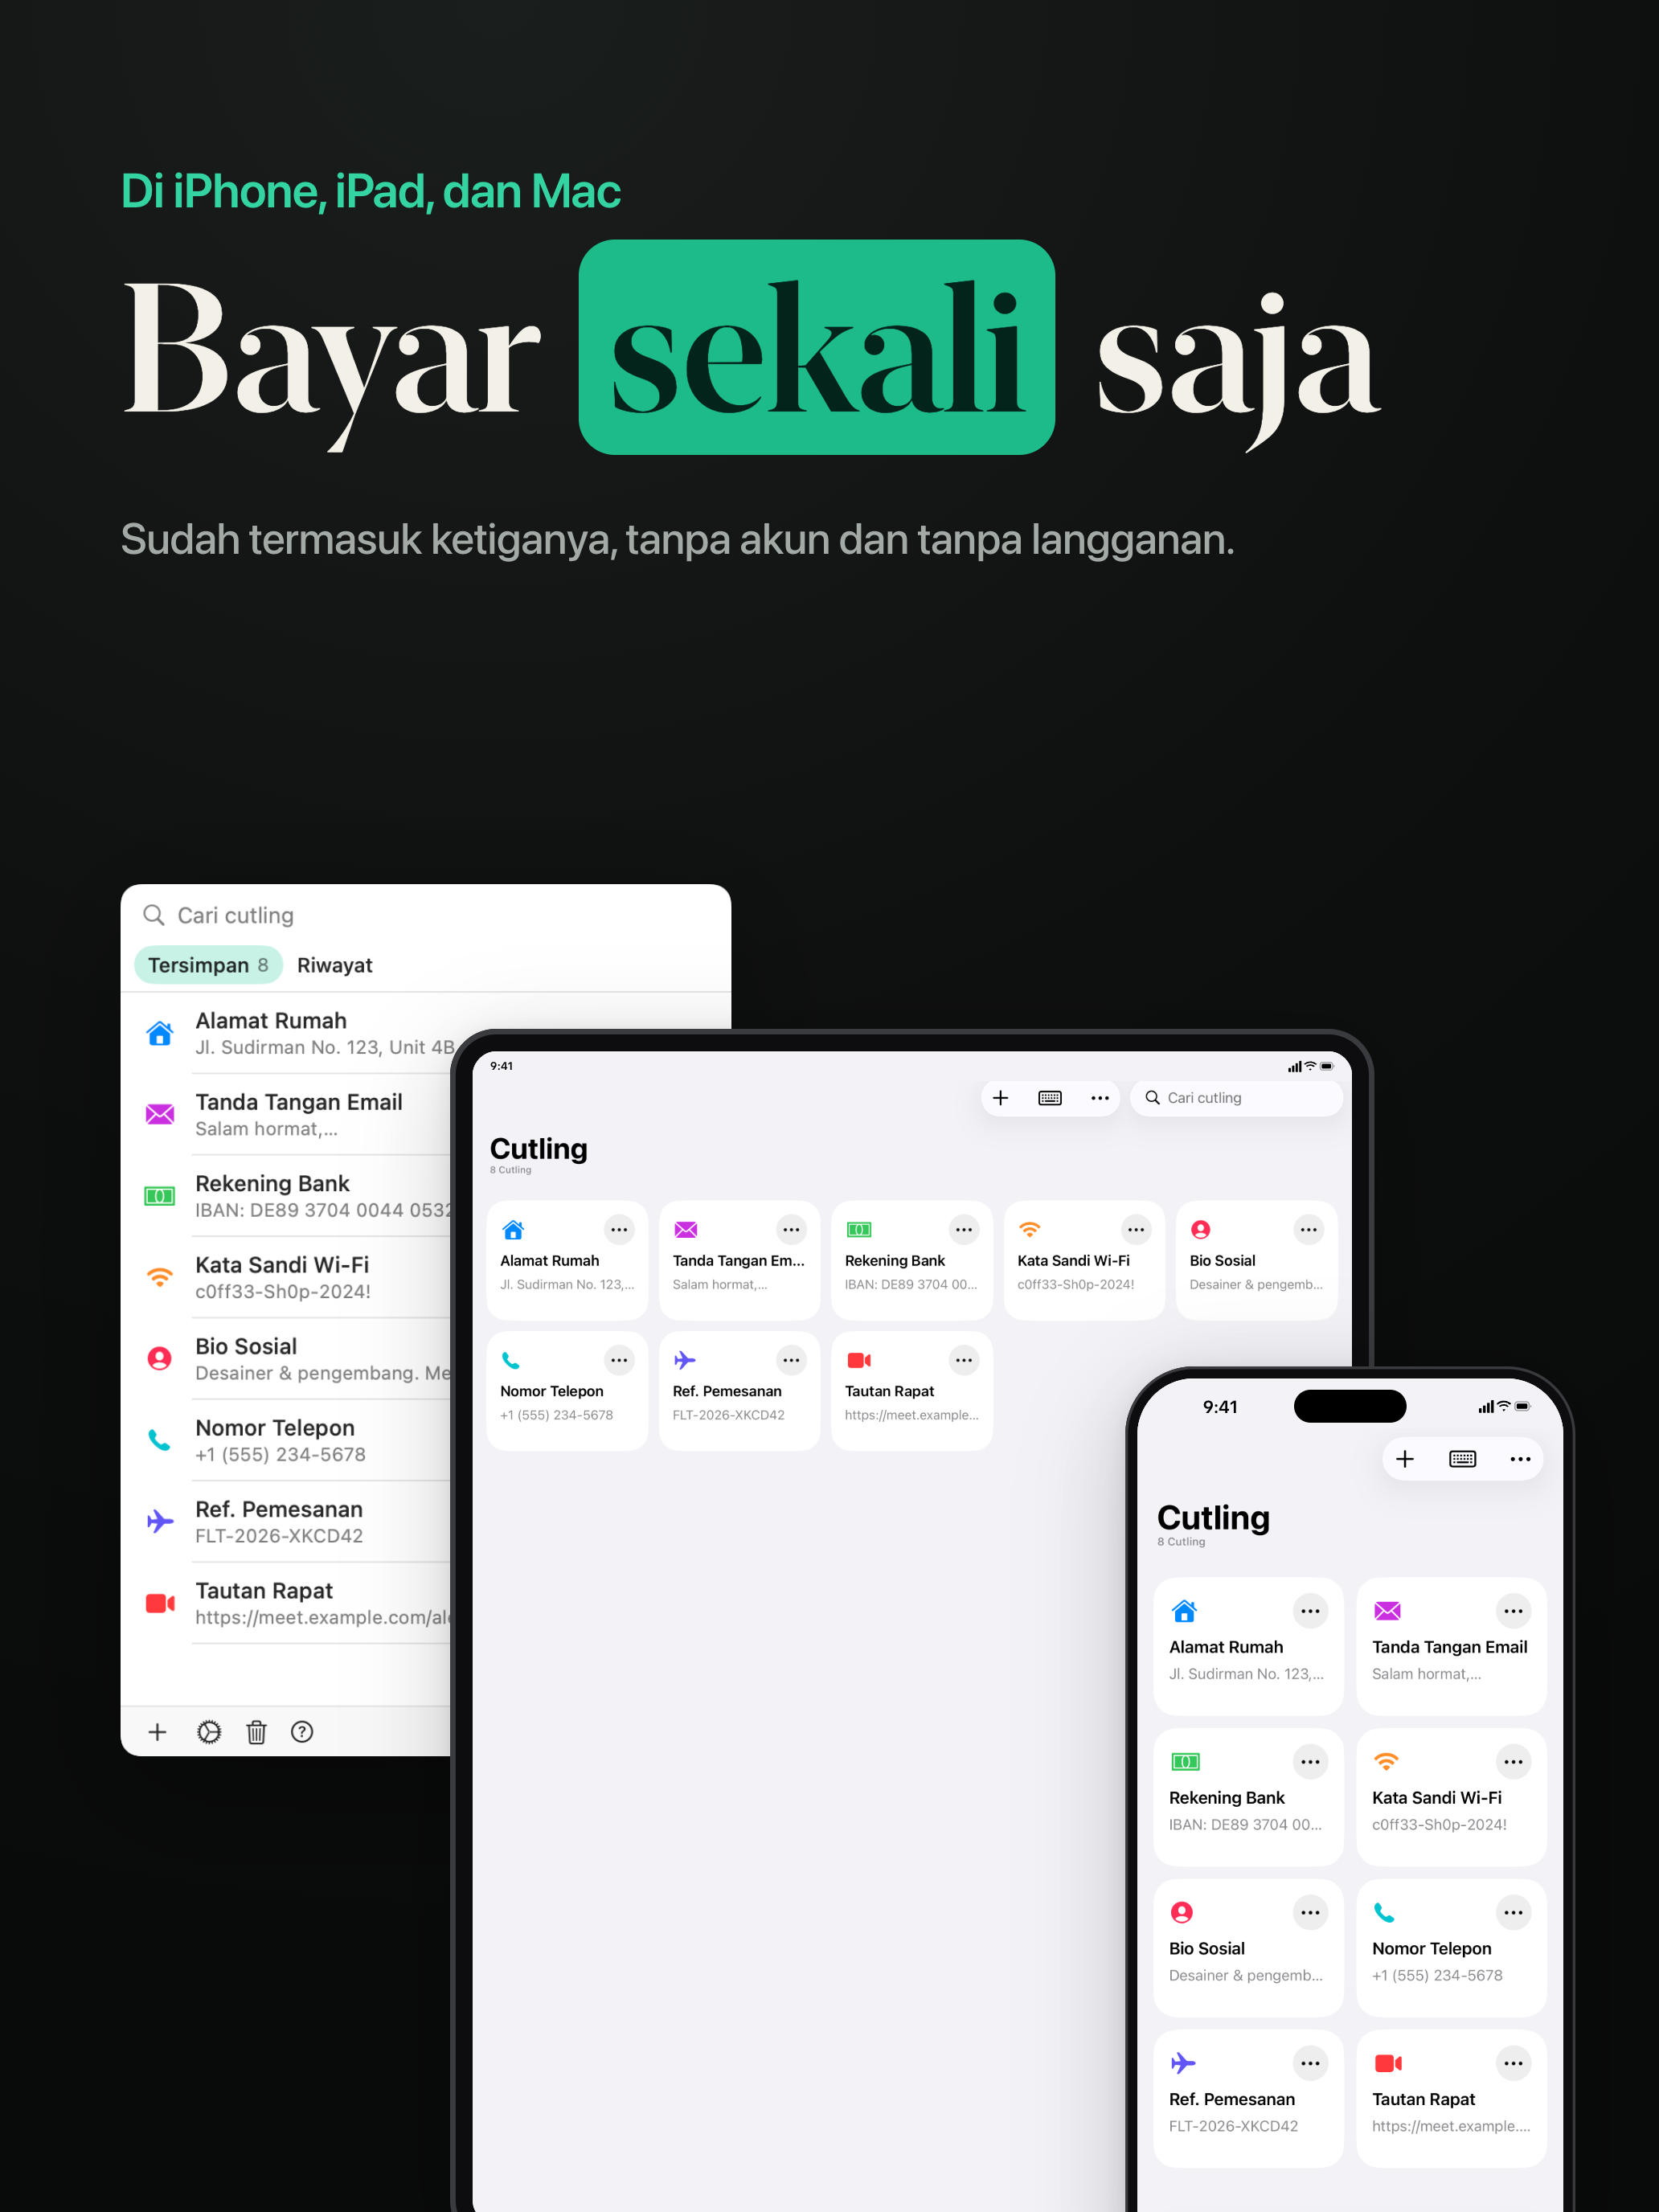 Di iPhone, iPad, dan Mac
Bayar sekali saja
Sudah termasuk ketiganya, tanpa akun dan tanpa langganan.
Cari cutling
Tersimpan 8 Riwayat
Alamat Rumah
Jl. Sudirman No. 123, Unit 4B
Tanda Tangan Email
Salam hormat,...
Rekening Bank
IBAN: DE89 3704 0044 0532
Kata Sandi Wi-Fi
c0ff33-Sh0p-2024!
Bio Sosial
Desainer & pengembang. Me
Nomor Telepon
+1 (555) 234-5678
Ref. Pemesanan
FLT-2026-XKCD42
Tautan Rapat
https://meet.example.com/al
9:41
Cari cutling
Cutling
8 Cutling
Alamat Rumah
Jl. Sudirman No. 123,...
Tanda Tangan Em...
Salam hormat,...
Rekening Bank
IBAN: DE89 3704 00...
Kata Sandi Wi-Fi
c0ff33-Sh0p-2024!
Bio Sosial
Desainer & pengemb...
Nomor Telepon
+1 (555) 234-5678
Ref. Pemesanan
FLT-2026-XKCD42
Tautan Rapat
https://meet.example...
9:41
Cutling
8 Cutling
Alamat Rumah
Jl. Sudirman No. 123,...
Tanda Tangan Email
Salam hormat,...
Rekening Bank
IBAN: DE89 3704 00...
Kata Sandi Wi-Fi
c0ff33-Sh0p-2024!
Bio Sosial
Desainer & pengemb...
Nomor Telepon
+1 (555) 234-5678
Ref. Pemesanan
FLT-2026-XKCD42
Tautan Rapat
https://meet.example....